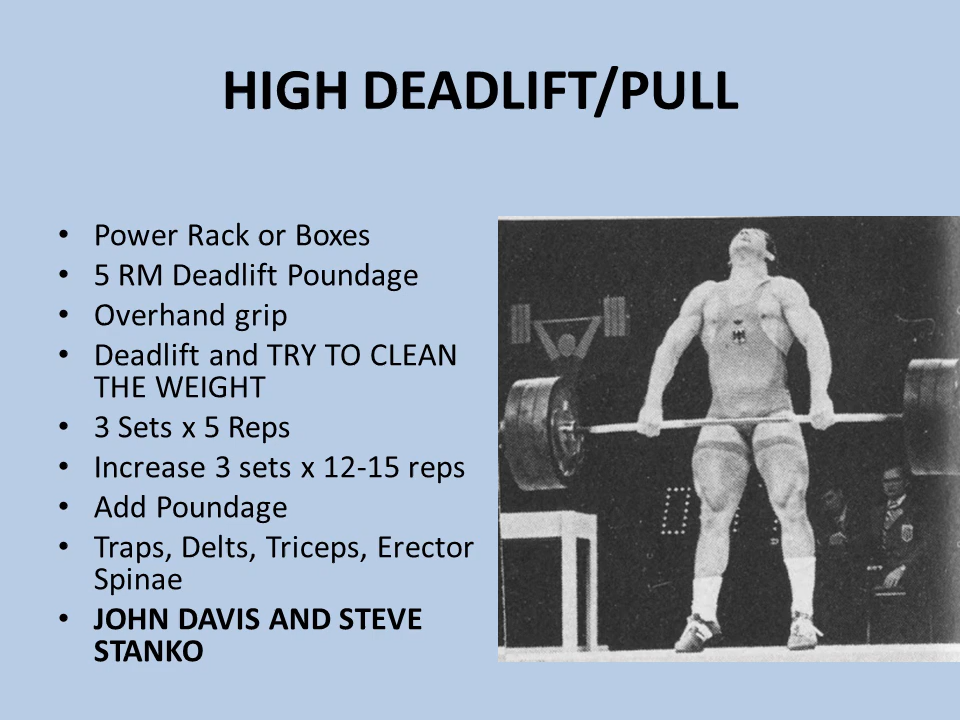 HIGH DEADLIFT/PULL
• Power Rack or Boxes
• 5 RM Deadlift Poundage
• Overhand grip
• Deadlift and TRY TO CLEAN
THE WEIGHT
• 3 Sets x 5 Reps
• Increase 3 sets x 12-15 reps
• Add Poundage
• Traps, Delts, Triceps, Erector
Spinae
• JOHN DAVIS AND STEVE
STANKO